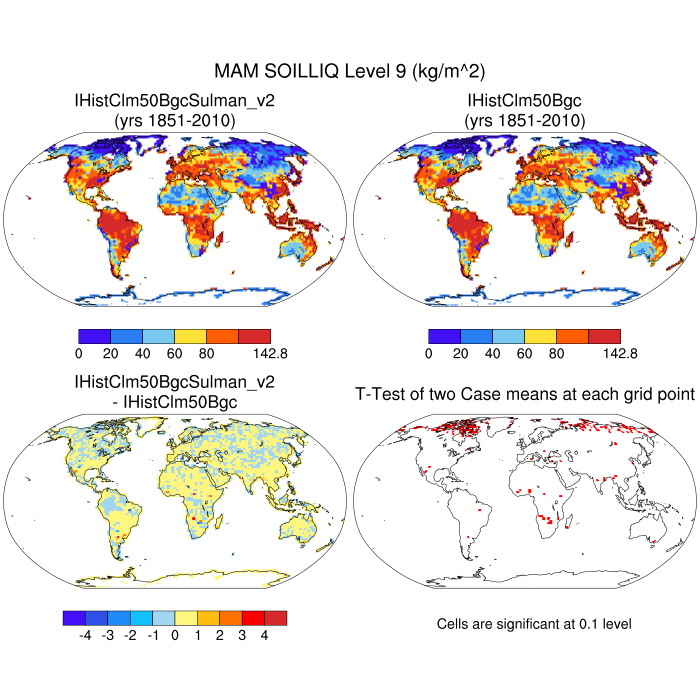 MAM SOILLIQ Level 9 (kg/m^2)
IHistClm50BgcSulman_v2
(yrs 1851-2010)
IHistClm50Bgc
(yrs 1851-2010)
0 20 40 60 80 142.8
0 20 40 60 80 142.8
IHistClm50BgcSulman_v2
- IHistClm50Bgc
T-Test of two Case means at each grid point
-4 -3 -2 -1 0 1 2 3 4
Cells are significant at 0.1 level